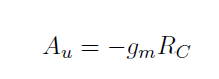 A_u = −g_m R_C